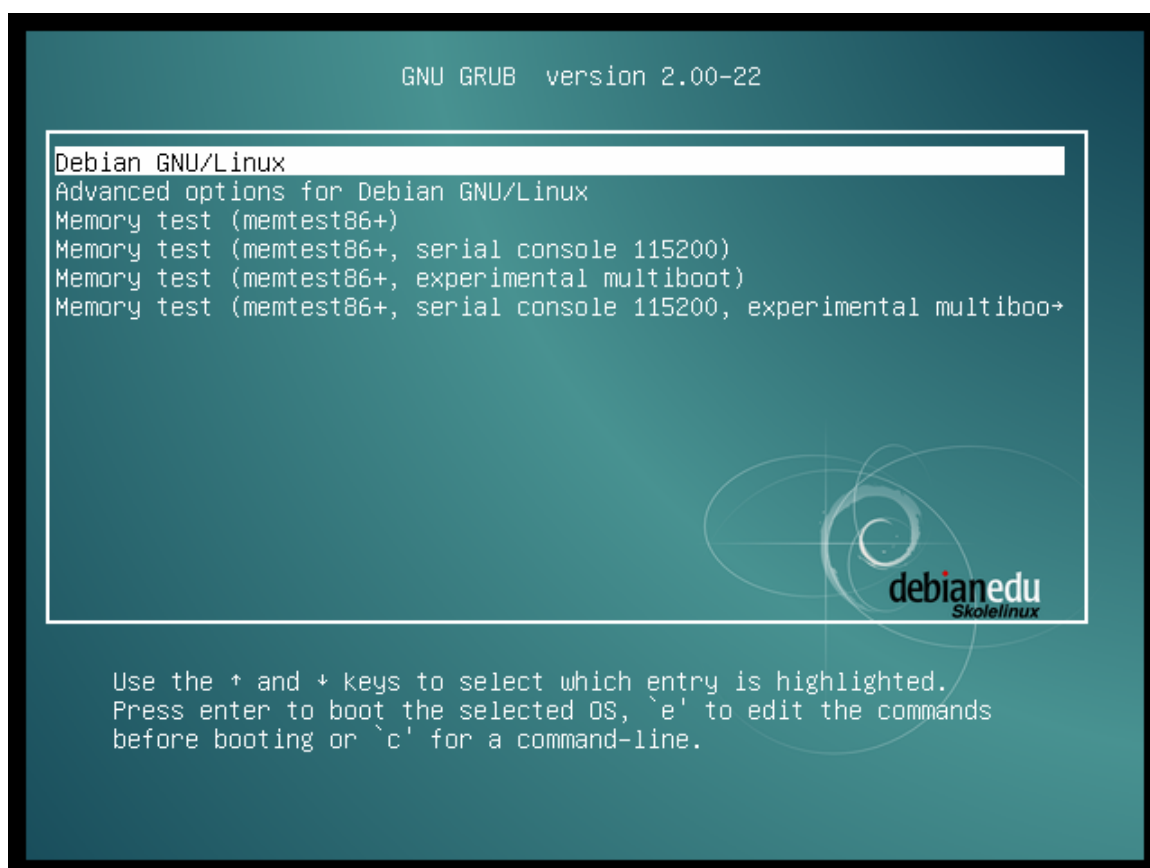 GNU GRUB version 2.00-22
Debian GNU/Linux
Advanced options for Debian GNU/Linux
Memory test (memtest86+)
Memory test (memtest86+, serial console 115200)
Memory test (memtest86+, experimental multiboot)
Memory test (memtest86+, serial console 115200, experimental multiboo→
debianedu
Skolelinux
Use the ↑ and ↓ keys to select which entry is highlighted.
Press enter to boot the selected OS, `e' to edit the commands
before booting or `c' for a command-line.